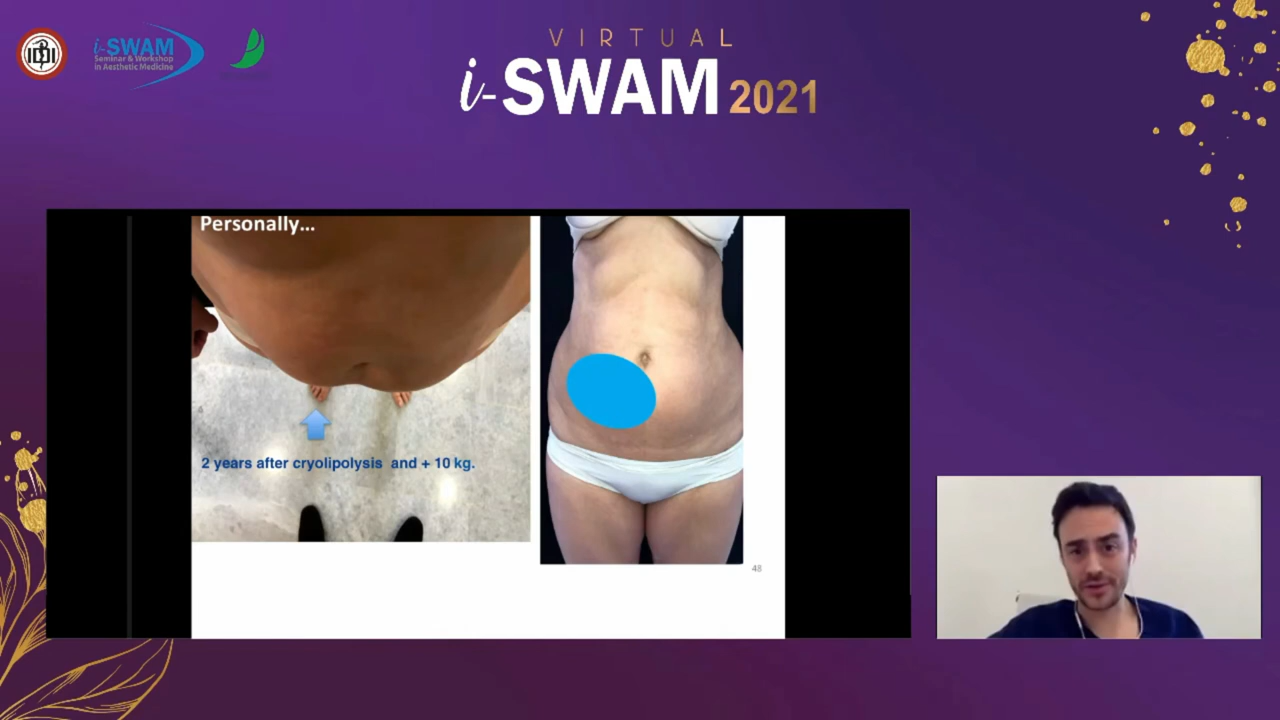 VIRTUAL
i-SWAM 2021
i-SWAM
Seminar & Workshop
in Aesthetic Medicine
Personally...
2 years after cryolipolysis and + 10 kg.
48